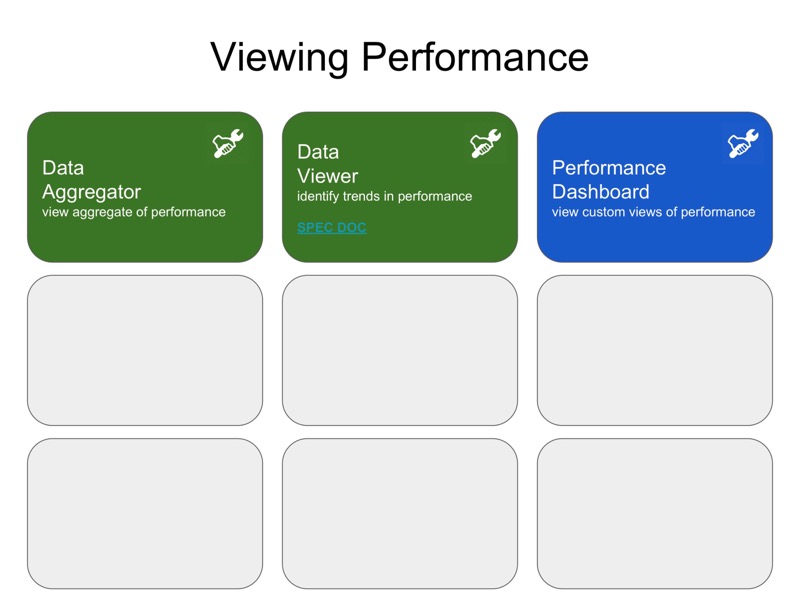 Viewing Performance
Data
Aggregator
view aggregate of performance
Data
Viewer
identify trends in performance
SPEC DOC
Performance
Dashboard
view custom views of performance